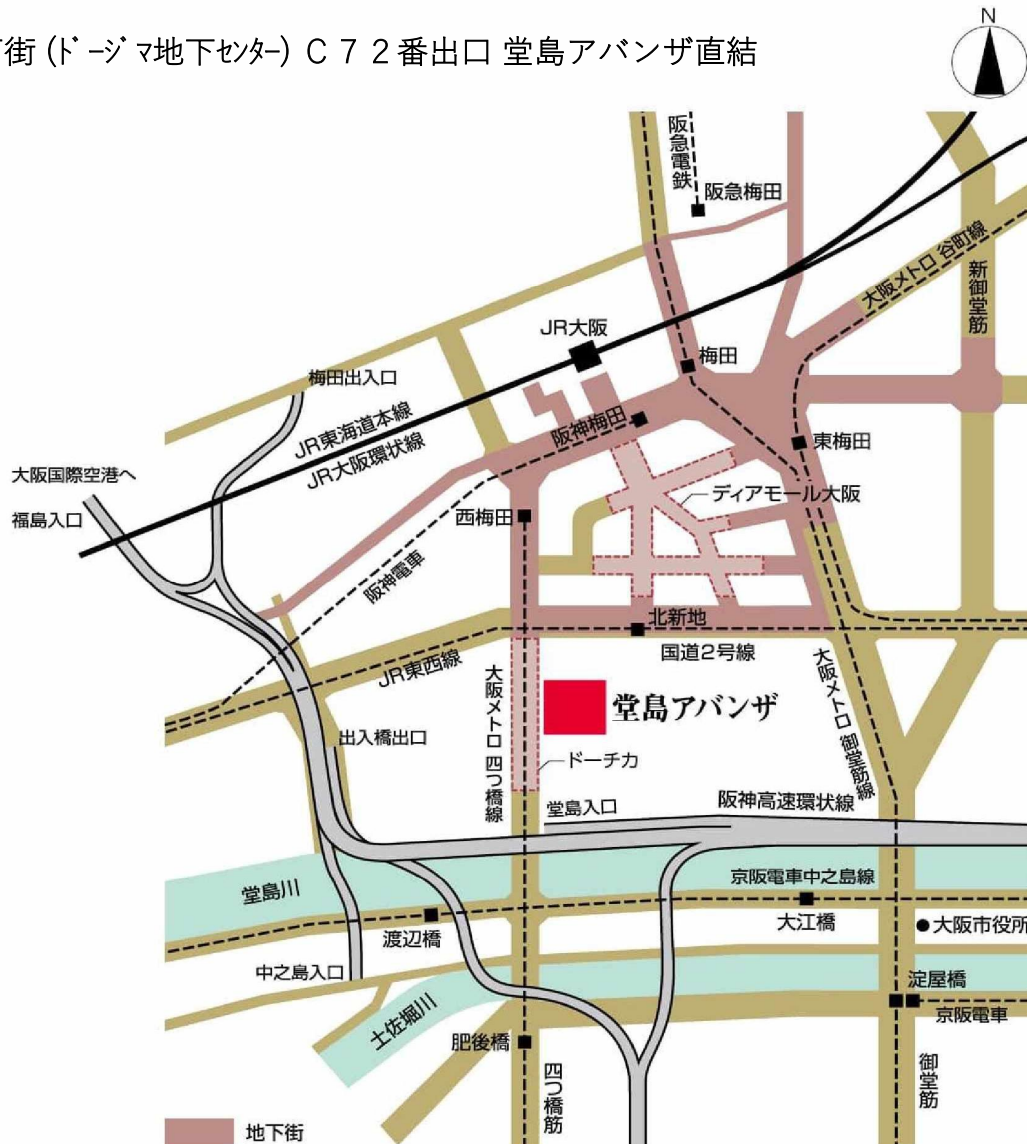 街 (ﾄﾞｰｼﾞﾏ地下ｾﾝﾀｰ) Ｃ７２番出口 堂島アバンザ直結
N
阪急電鉄
阪急梅田
大阪メトロ 谷町線
新御堂筋
JR大阪
梅田
梅田出入口
JR東海道本線
JR大阪環状線
阪神梅田
東梅田
大阪国際空港へ
福島入口
西梅田
ディアモール大阪
阪神電車
北新地
国道2号線
JR東西線
大阪メトロ 四つ橋線
堂島アバンザ
大阪メトロ 御堂筋線
出入橋出口
ドーチカ
堂島入口
阪神高速環状線
堂島川
京阪電車中之島線
渡辺橋
大江橋
大阪市役所
中之島入口
淀屋橋
京阪電車
土佐堀川
肥後橋
四つ橋筋
御堂筋
地下街